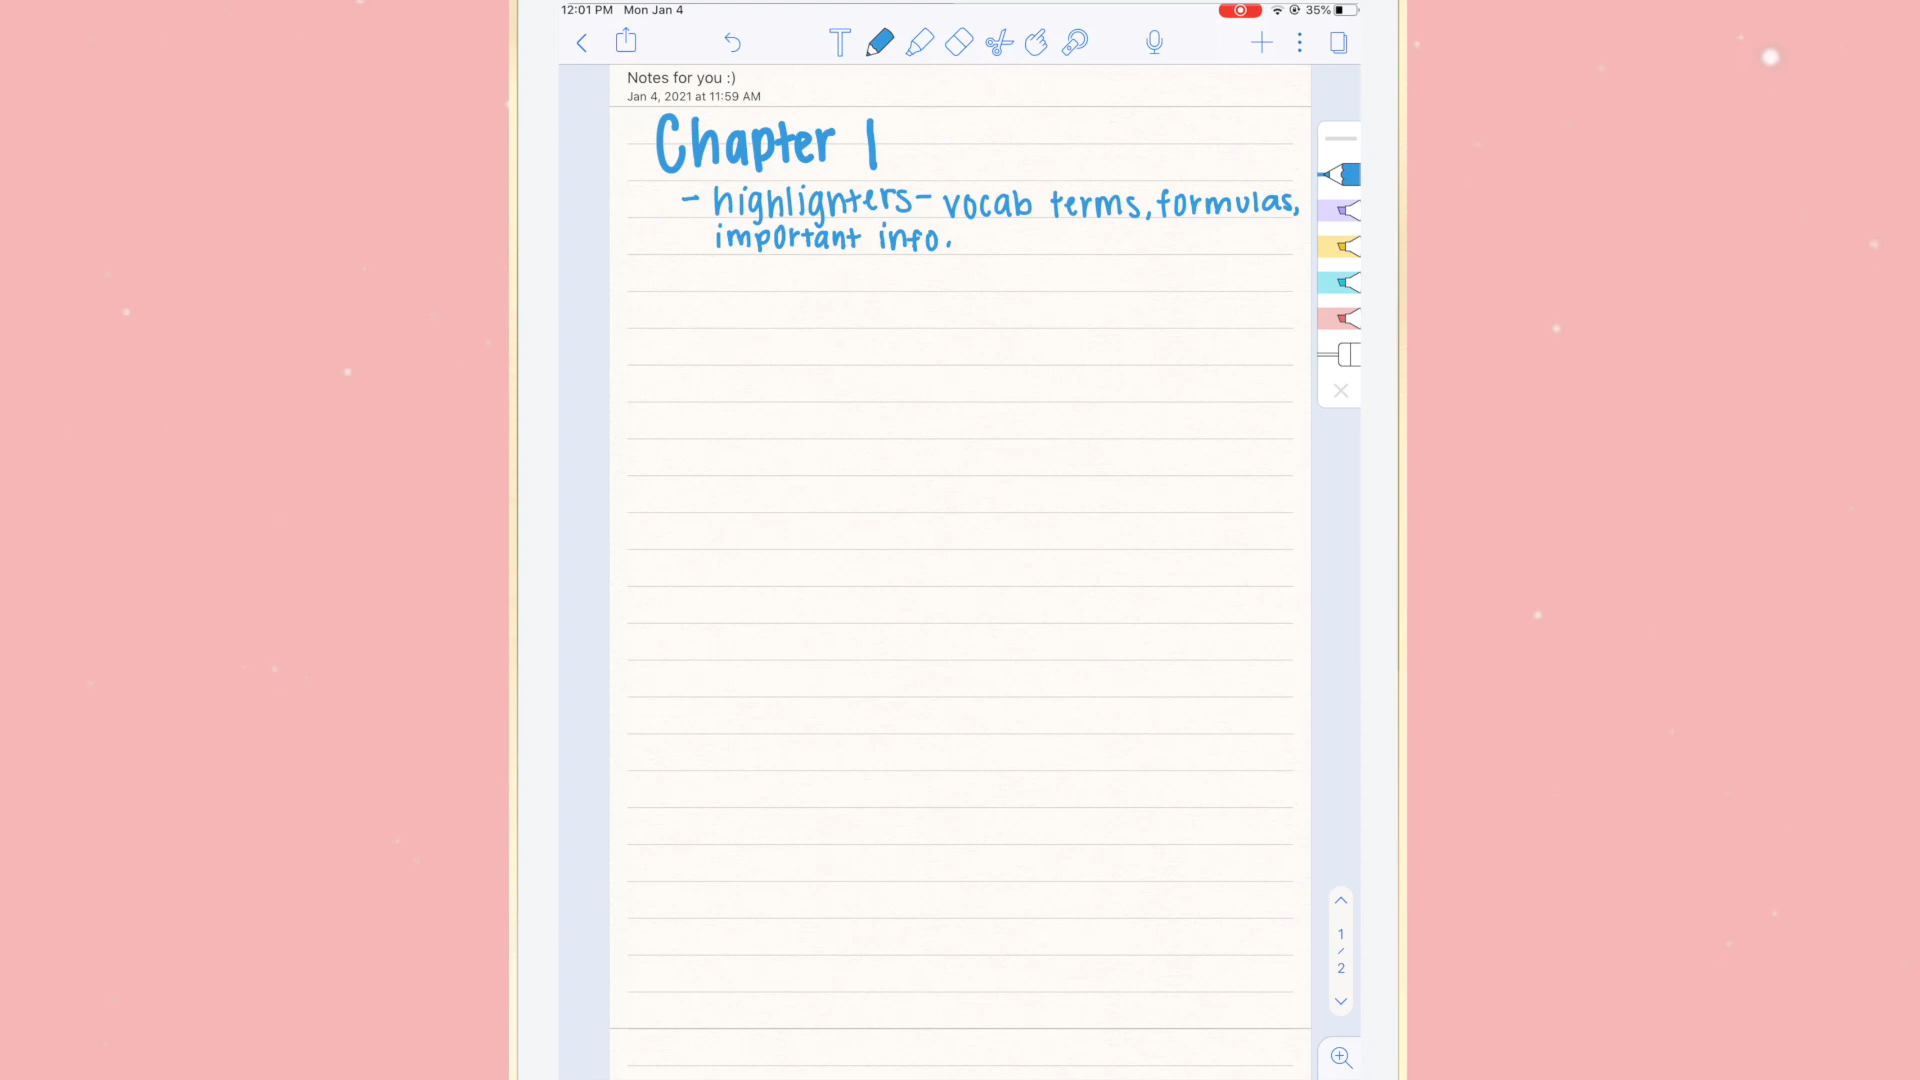 12:01 PM Mon Jan 4 35%
Notes for you :)
Jan 4, 2021 at 11:59 AM
Chapter 1
- highlighters- vocab terms, formulas,
important info.
1
/
2